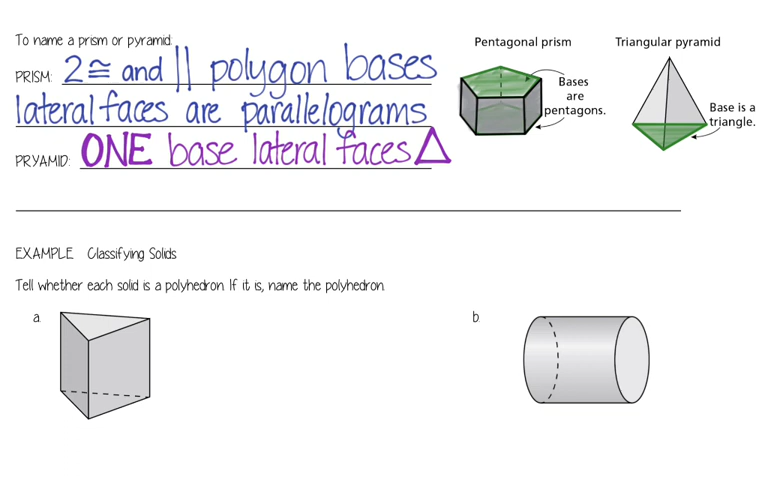 To name a prism or pyramid:
PRISM: 2 ≅ and || polygon bases
lateral faces are parallelograms
PRYAMID: ONE base lateral faces △
Pentagonal prism
Bases
are
pentagons.
Triangular pyramid
Base is a
triangle.
EXAMPLE Classifying Solids
Tell whether each solid is a polyhedron. If it is, name the polyhedron.
a.
b.